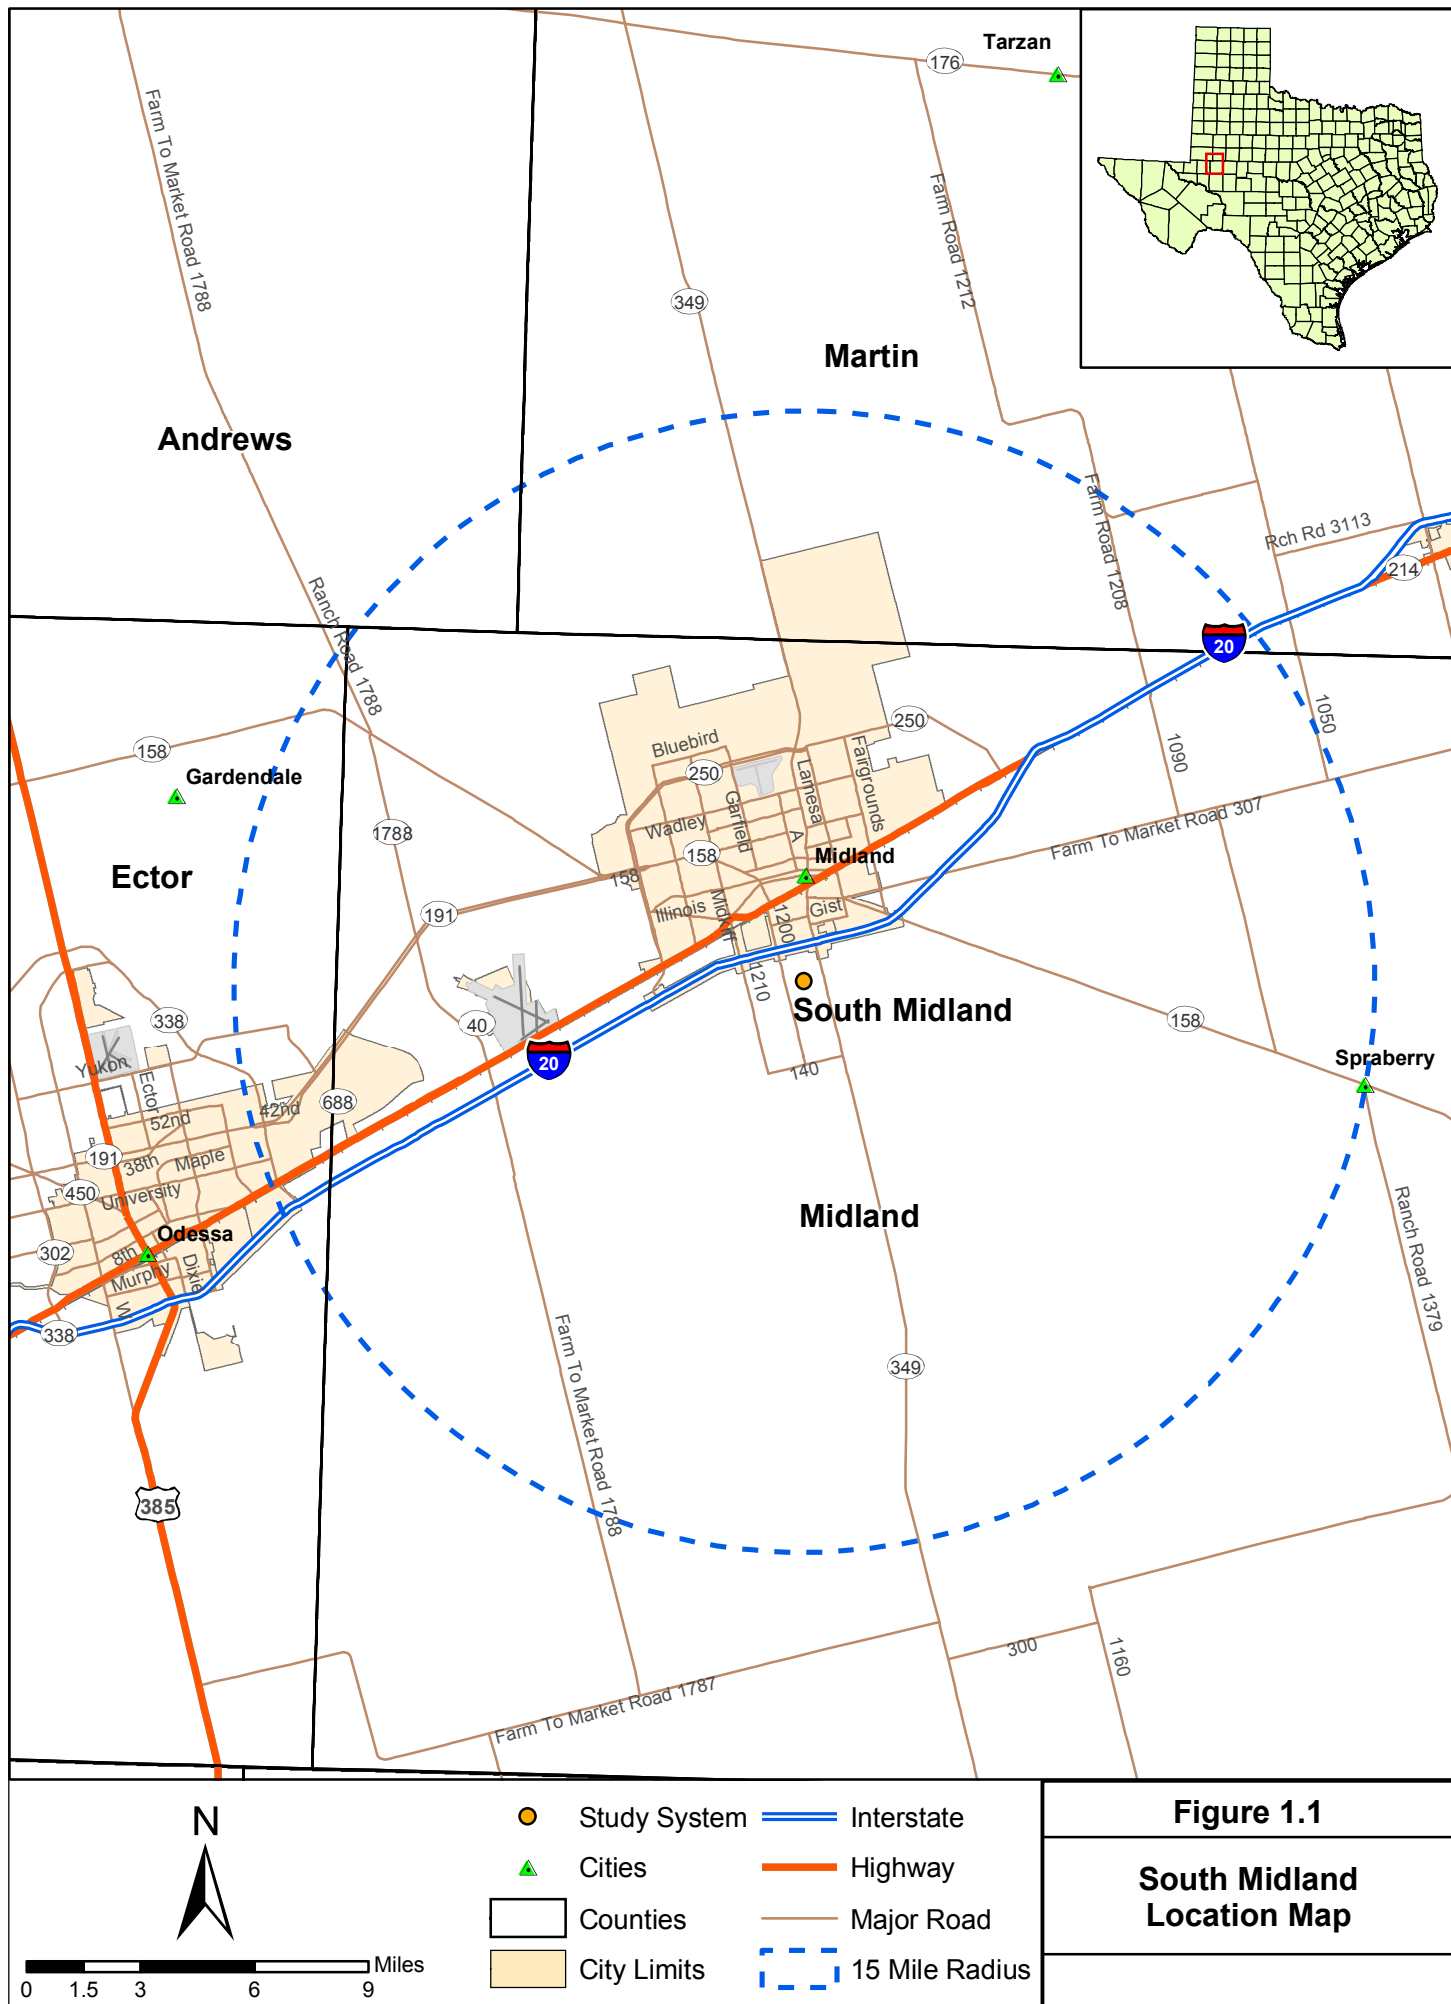 Tarzan
176
Farm To Market Road 1788
Farm Road 1212
349
Martin
Andrews
Farm Road 1208
Rch Rd 3113
214
Ranch Road 1788
20
1050
250
158
Bluebird
1090
Gardendale
250
Lamesa
Fairgrounds
Garfield
1788
Wadley
A
Farm To Market Road 307
158
Midland
Ector
158
191
Illinois
Midkiff
1200
Gist
1210
South Midland
338
40
158
20
Spraberry
Yukon
140
Ector
688
42nd
52nd
191
38th
Maple
450
University
Midland
Ranch Road 1379
Odessa
302
8th
Dixie
Murphy
W
338
Farm To Market Road 1788
349
385
300
1160
Farm To Market Road 1787
N
Miles
0 1.5 3 6 9
Study System
Cities
Counties
City Limits
Interstate
Highway
Major Road
15 Mile Radius
Figure 1.1
South Midland
Location Map